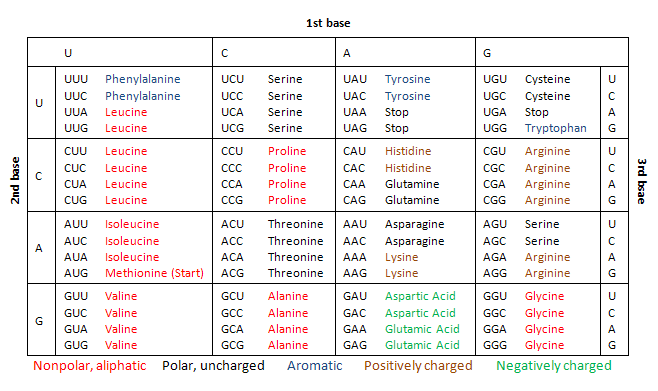 1st base
U C A G
UUU Phenylalanine UCU Serine UAU Tyrosine UGU Cysteine U
UUC Phenylalanine UCC Serine UAC Tyrosine UGC Cysteine C
U
UUA Leucine UCA Serine UAA Stop UGA Stop A
UUG Leucine UCG Serine UAG Stop UGG Tryptophan G
CUU Leucine CCU Proline CAU Histidine CGU Arginine U
CUC Leucine CCC Proline CAC Histidine CGC Arginine C
C
CUA Leucine CCA Proline CAA Glutamine CGA Arginine A
CUG Leucine CCG Proline CAG Glutamine CGG Arginine G
2nd base
3rd bsae
AUU Isoleucine ACU Threonine AAU Asparagine AGU Serine U
AUC Isoleucine ACC Threonine AAC Asparagine AGC Serine C
A
AUA Isoleucine ACA Threonine AAA Lysine AGA Arginine A
AUG Methionine (Start) ACG Threonine AAG Lysine AGG Arginine G
GUU Valine GCU Alanine GAU Aspartic Acid GGU Glycine U
GUC Valine GCC Alanine GAC Aspartic Acid GGC Glycine C
G
GUA Valine GCA Alanine GAA Glutamic Acid GGA Glycine A
GUG Valine GCG Alanine GAG Glutamic Acid GGG Glycine G
Nonpolar, aliphatic Polar, uncharged Aromatic Positively charged Negatively charged